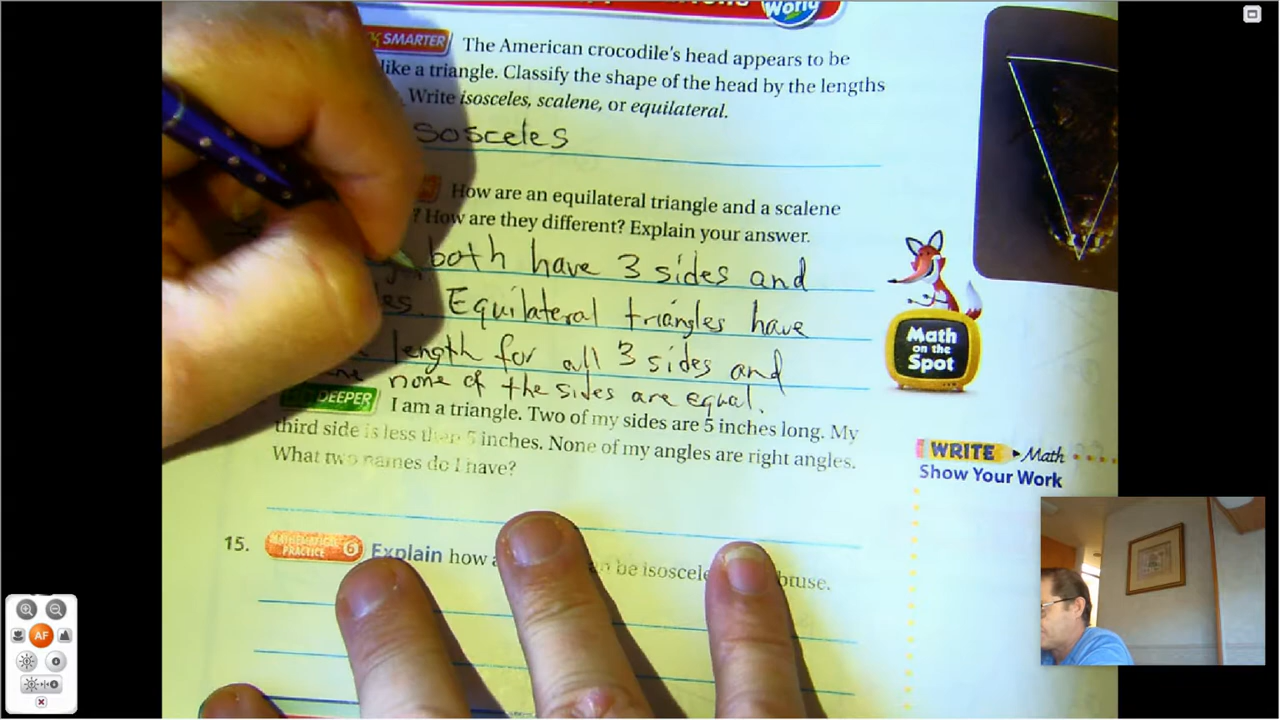 World
SMARTER The American crocodile's head appears to be
like a triangle. Classify the shape of the head by the lengths
Write isosceles, scalene, or equilateral.
sosceles
How are an equilateral triangle and a scalene
? How are they different? Explain your answer.
both have 3 sides and
es. Equilateral triangles have
length for all 3 sides and
none of the sides are equal.
DEEPER I am a triangle. Two of my sides are 5 inches long. My
third side is less than 5 inches. None of my angles are right angles.
What two names do I have?
Math
on the
Spot
WRITE Math
Show Your Work
15. MATHEMATICAL PRACTICE 6 Explain how a be isoscele btuse.
AF